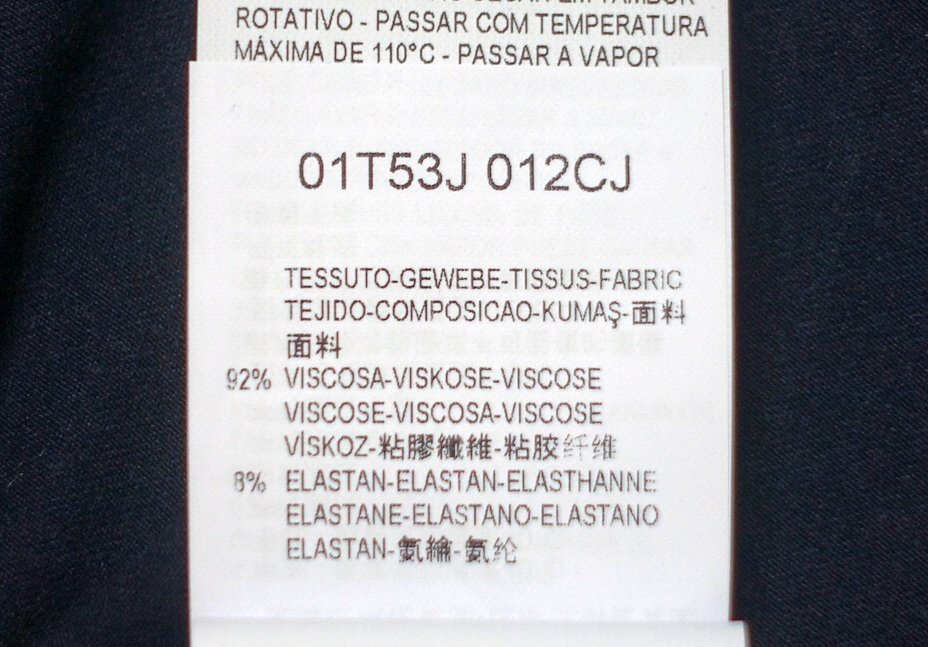 EM TAMBOR
ROTATIVO - PASSAR COM TEMPERATURA
MÁXIMA DE 110°C - PASSAR A VAPOR
01T53J 012CJ
TESSUTO-GEWEBE-TISSUS-FABRIC
TEJIDO-COMPOSICAO-KUMAŞ-面料
面料
92% VISCOSA-VISKOSE-VISCOSE
VISCOSE-VISCOSA-VISCOSE
VİSKOZ-粘膠纖維-粘胶纤维
8% ELASTAN-ELASTAN-ELASTHANNE
ELASTANE-ELASTANO-ELASTANO
ELASTAN-氨綸-氨纶